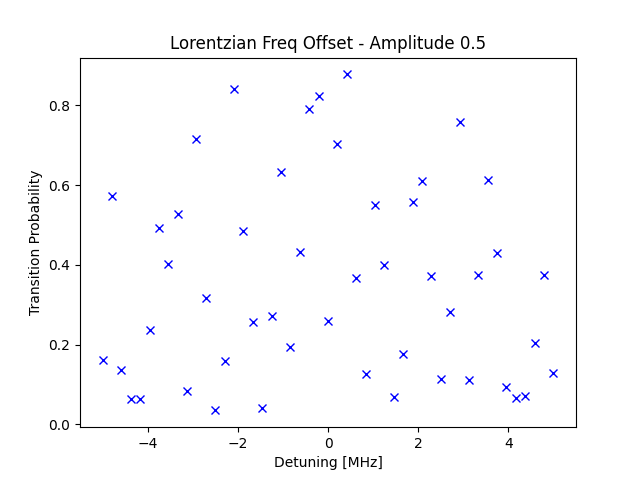 Lorentzian Freq Offset - Amplitude 0.5
Transition Probability
0.8
0.6
0.4
0.2
0.0
−4 −2 0 2 4
Detuning [MHz]